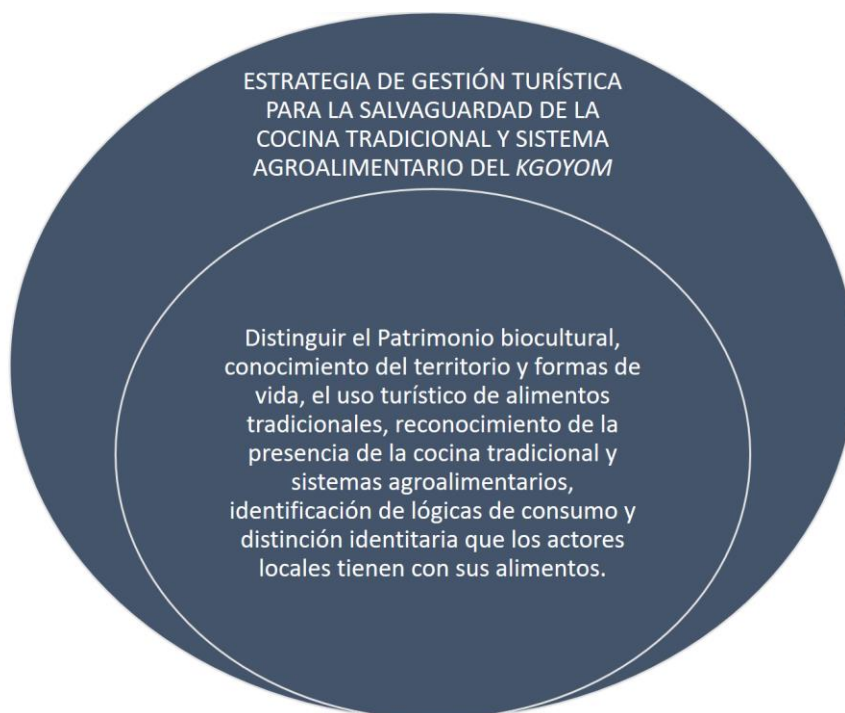 ESTRATEGIA DE GESTIÓN TURÍSTICA
PARA LA SALVAGUARDAD DE LA
COCINA TRADICIONAL Y SISTEMA
AGROALIMENTARIO DEL KGOYOM
Distinguir el Patrimonio biocultural,
conocimiento del territorio y formas de
vida, el uso turístico de alimentos
tradicionales, reconocimiento de la
presencia de la cocina tradicional y
sistemas agroalimentarios,
identificación de lógicas de consumo y
distinción identitaria que los actores
locales tienen con sus alimentos.